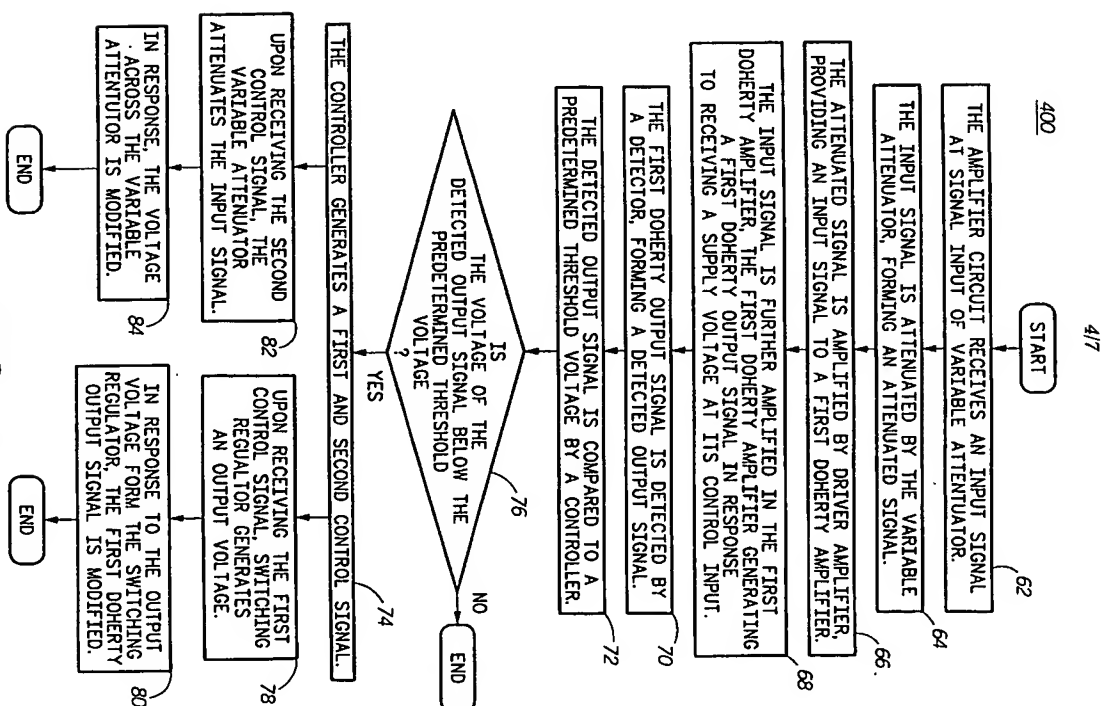 4/7
400
START
THE AMPLIFIER CIRCUIT RECEIVES AN INPUT SIGNAL
AT SIGNAL INPUT OF VARIABLE ATTENTUATOR.
62
THE INPUT SIGNAL IS ATTENUATED BY THE VARIABLE
ATTENUATOR, FORMING AN ATTENUATED SIGNAL.
64
THE ATTENUATED SIGNAL IS AMPLIFIED BY DRIVER AMPLIFIER,
PROVIDING AN INPUT SIGNAL TO A FIRST DOHERTY AMPLIFIER.
66
THE INPUT SIGNAL IS FURTHER AMPLIFIED IN THE FIRST
DOHERTY AMPLIFIER, THE FIRST DOHERTY AMPLIFIER GENERATING
A FIRST DOHERTY OUTPUT SIGNAL IN RESPONSE
TO RECEIVING A SUPPLY VOLTAGE AT ITS CONTROL INPUT.
68
THE FIRST DOHERTY OUTPUT SIGNAL IS DETECTED BY
A DETECTOR, FORMING A DETECTED OUTPUT SIGNAL.
70
THE DETECTED OUTPUT SIGNAL IS COMPARED TO A
PREDETERMINED THRESHOLD VOLTAGE BY A CONTROLLER.
72
IS
THE VOLTAGE OF THE
DETECTED OUTPUT SIGNAL BELOW THE
PREDETERMINED THRESHOLD
VOLTAGE
?
76
NO
END
YES
THE CONTROLLER GENERATES A FIRST AND SECOND CONTROL SIGNAL.
74
UPON RECEIVING THE SECOND
CONTROL SIGNAL, THE
VARIABLE ATTENUATOR
ATTENUATES THE INPUT SIGNAL.
82
IN RESPONSE, THE VOLTAGE
ACROSS THE VARIABLE
ATTENTUTOR IS MODIFIED.
84
END
UPON RECEIVING THE FIRST
CONTROL SIGNAL, SWITCHING
REGUALTOR GENERATES
AN OUTPUT VOLTAGE.
78
IN RESPONSE TO THE OUTPUT
VOLTAGE FORM THE SWITCHING
REGULATOR, THE FIRST DOHERTY
OUTPUT SIGNAL IS MODIFIED.
80
END